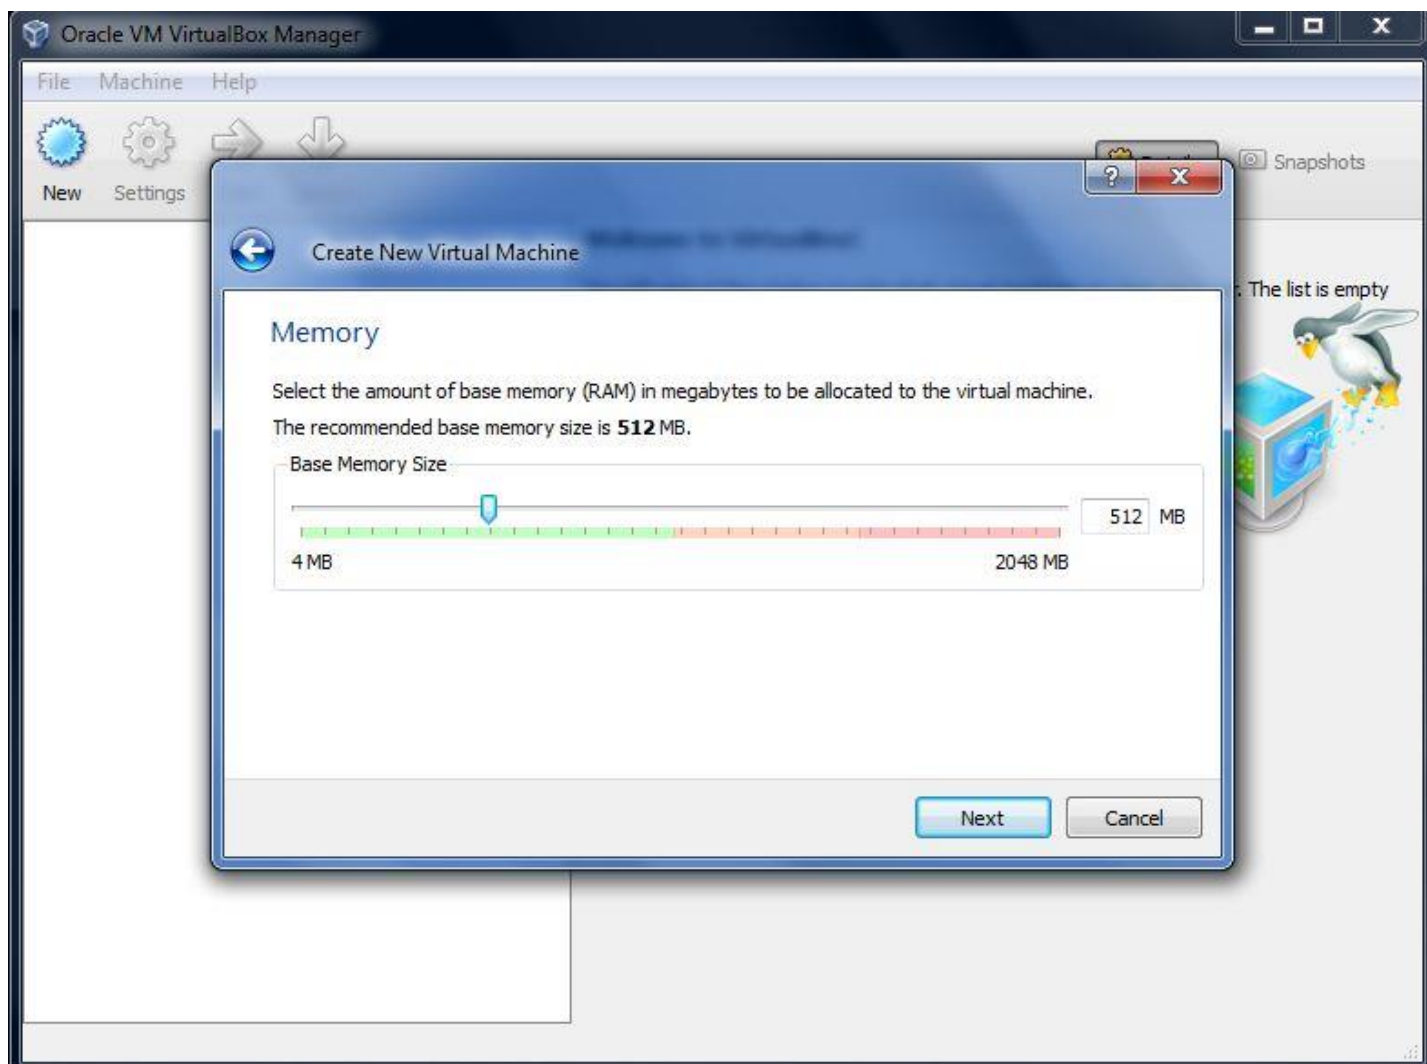 Oracle VM VirtualBox Manager
File Machine Help
New
Settings
Snapshots
Create New Virtual Machine
The list is empty
Memory
Select the amount of base memory (RAM) in megabytes to be allocated to the virtual machine.
The recommended base memory size is 512 MB.
Base Memory Size
512 MB
4 MB 2048 MB
Next Cancel